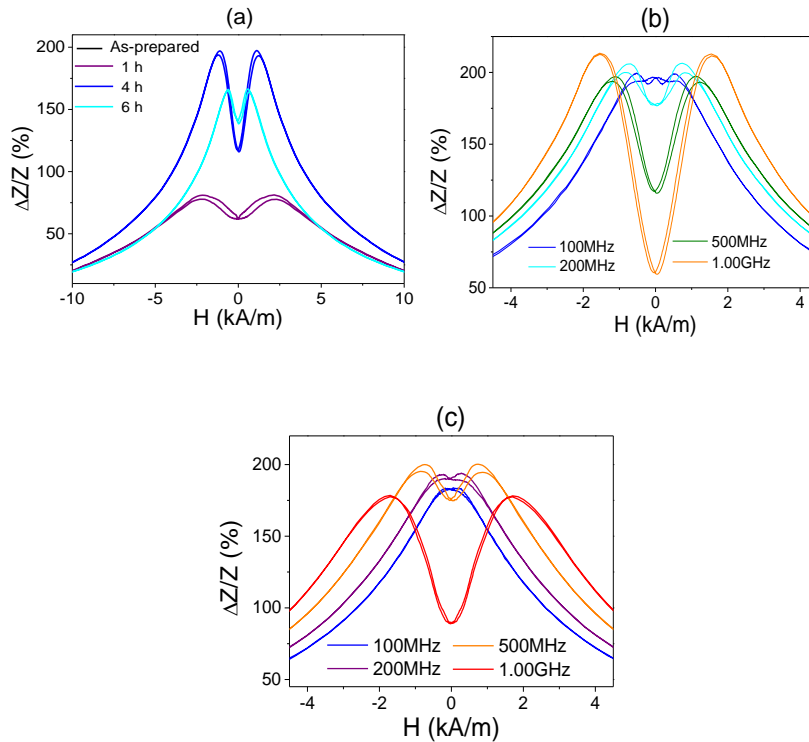 (a)
As-prepared
1 h
4 h
6 h
200
150
100
50
ΔZ/Z (%)
-10 -5 0 5 10
H (kA/m)
(b)
200
150
100
50
ΔZ/Z (%)
100MHz 500MHz
200MHz 1.00GHz
-4 -2 0 2 4
H (kA/m)
(c)
200
150
100
50
ΔZ/Z (%)
100MHz 500MHz
200MHz 1.00GHz
-4 -2 0 2 4
H (kA/m)